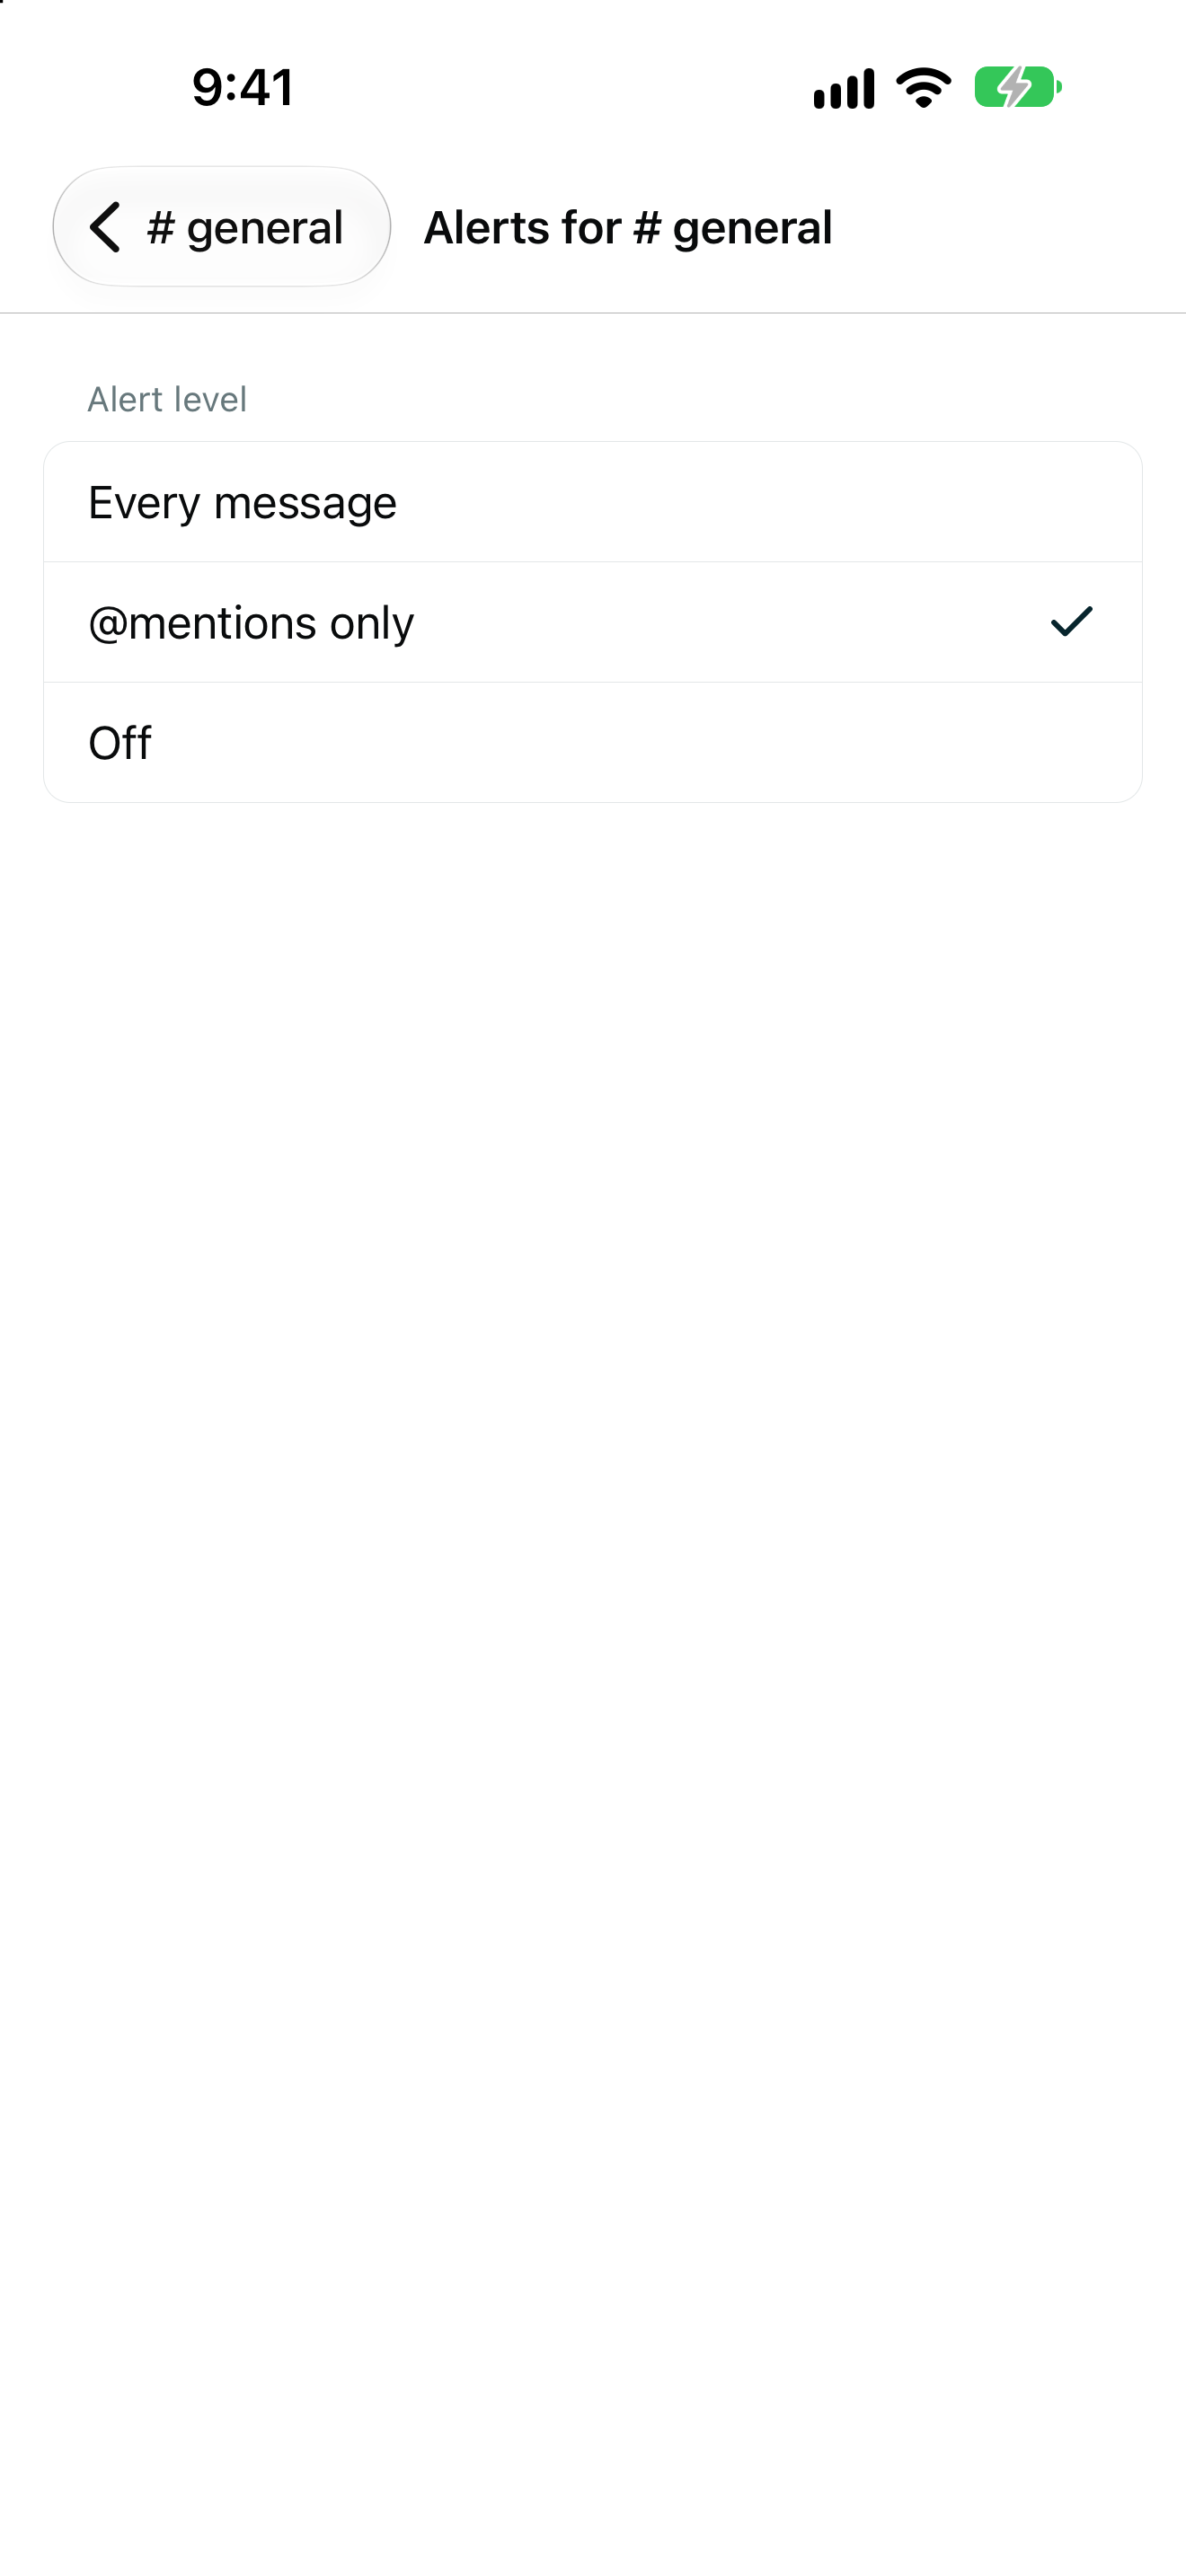 9:41
# general
Alerts for # general
Alert level
Every message
@mentions only
Off